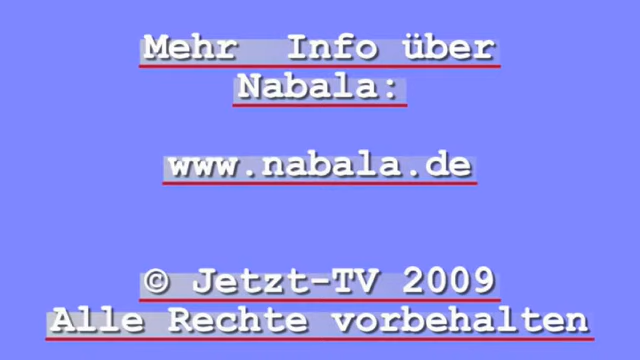 Mehr  Info über
Nabala:
www.nabala.de
© Jetzt-TV 2009
Alle Rechte vorbehalten